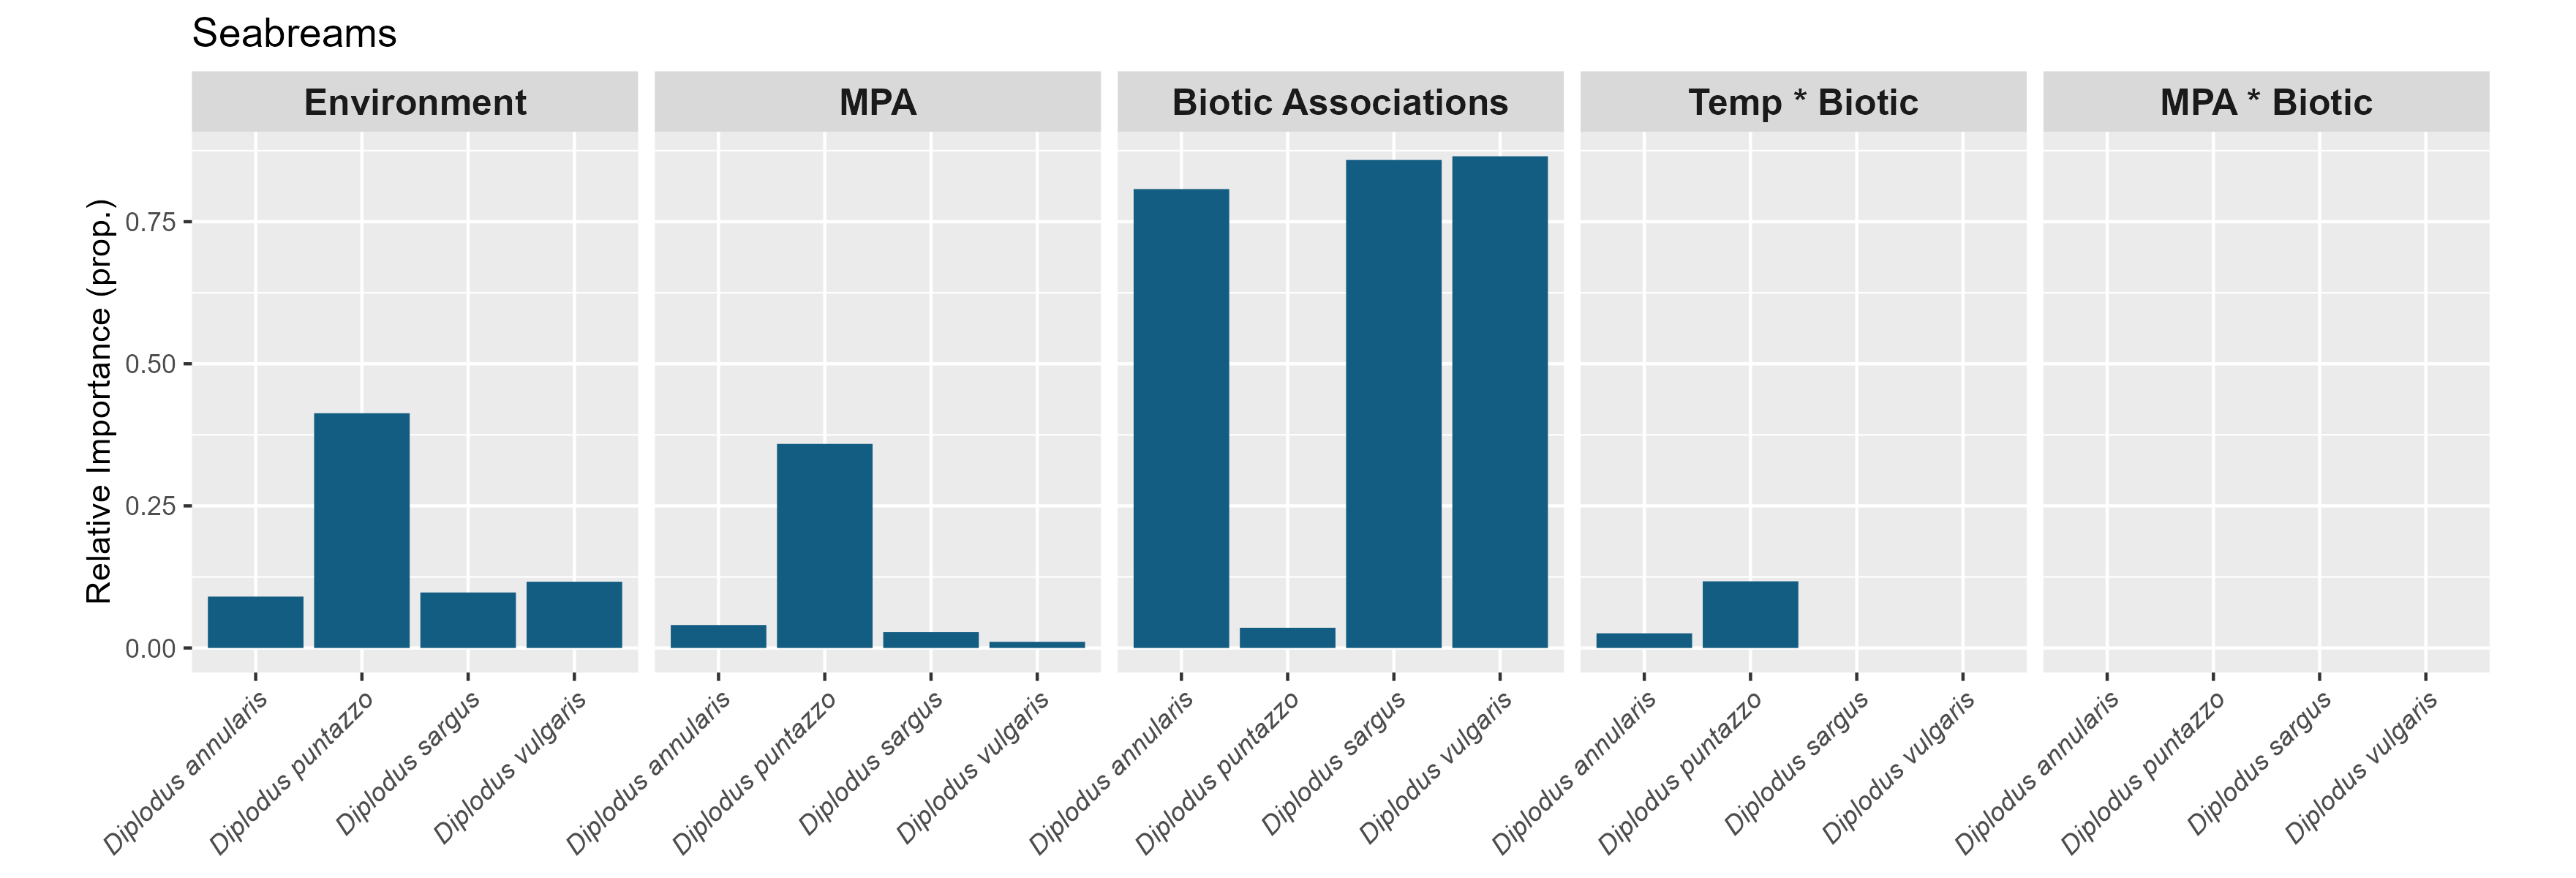 Seabreams
Environment
MPA
Biotic Associations
Temp * Biotic
MPA * Biotic
Relative Importance (prop.)
0.75
0.50
0.25
0.00
Diplodus annularis
Diplodus puntazzo
Diplodus sargus
Diplodus vulgaris
Diplodus annularis
Diplodus puntazzo
Diplodus sargus
Diplodus vulgaris
Diplodus annularis
Diplodus puntazzo
Diplodus sargus
Diplodus vulgaris
Diplodus annularis
Diplodus puntazzo
Diplodus sargus
Diplodus vulgaris
Diplodus annularis
Diplodus puntazzo
Diplodus sargus
Diplodus vulgaris